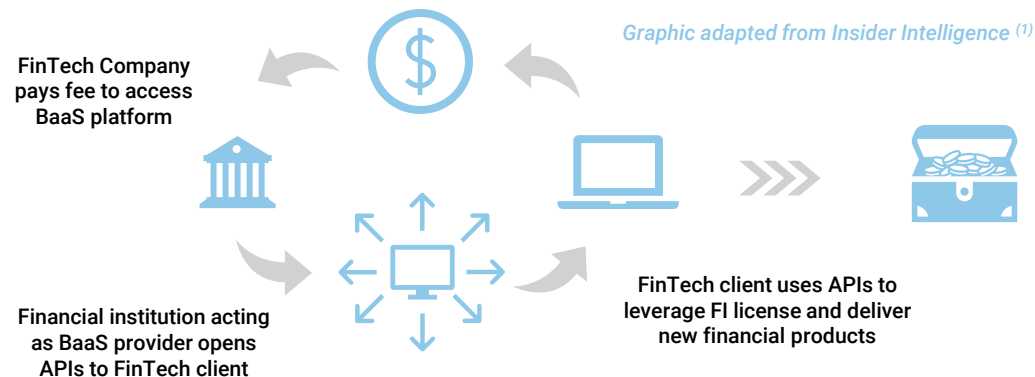 Graphic adapted from Insider Intelligence (1)
FinTech Company
pays fee to access
BaaS platform
$
Financial institution acting
as BaaS provider opens
APIs to FinTech client
FinTech client uses APIs to
leverage FI license and deliver
new financial products